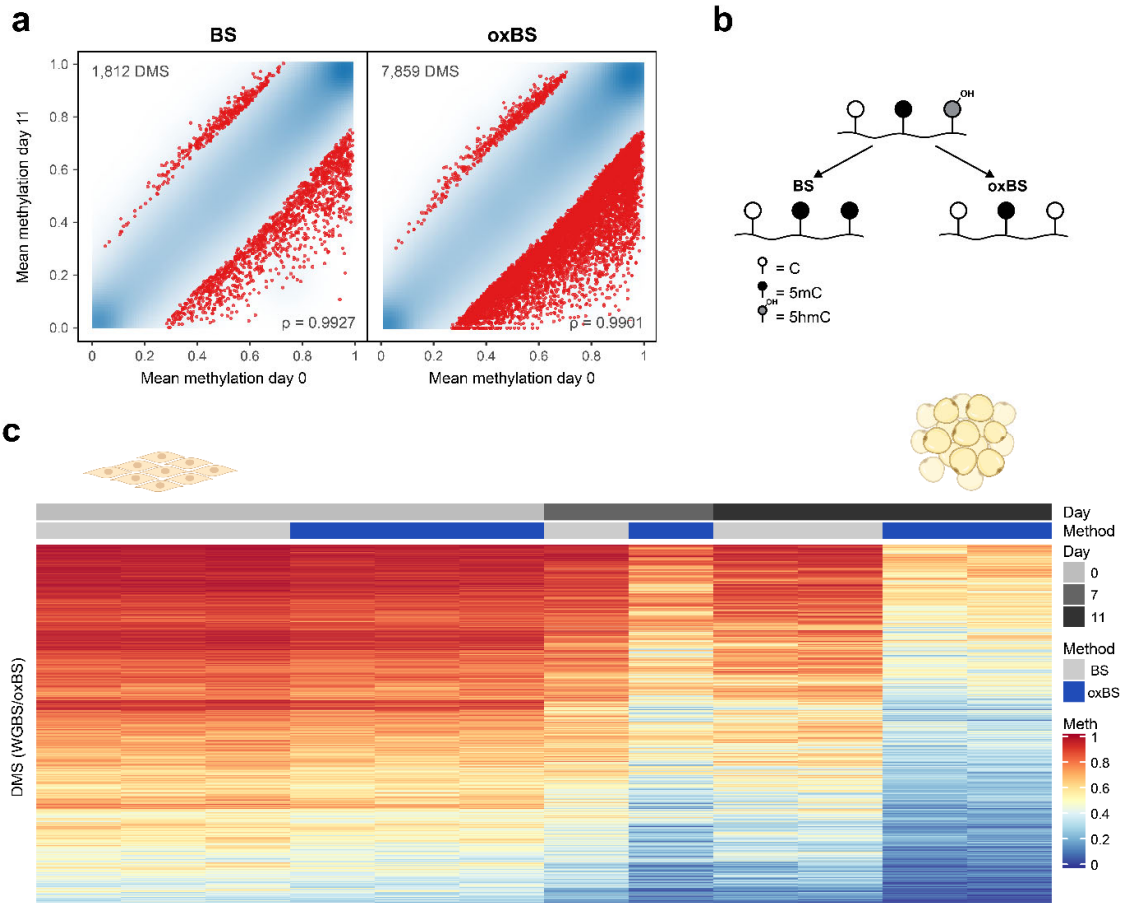 a
BS
oxBS
1,812 DMS
7,859 DMS
Mean methylation day 11
1.0
0.8
0.6
0.4
0.2
0.0
ρ = 0.9927
ρ = 0.9901
0 0.2 0.4 0.6 0.8 1
0 0.2 0.4 0.6 0.8 1
Mean methylation day 0
Mean methylation day 0
b
OH
BS
oxBS
= C
= 5mC
OH
= 5hmC
c
Day
Method
DMS (WGBS/oxBS)
Day
0
7
11
Method
BS
oxBS
Meth
1
0.8
0.6
0.4
0.2
0